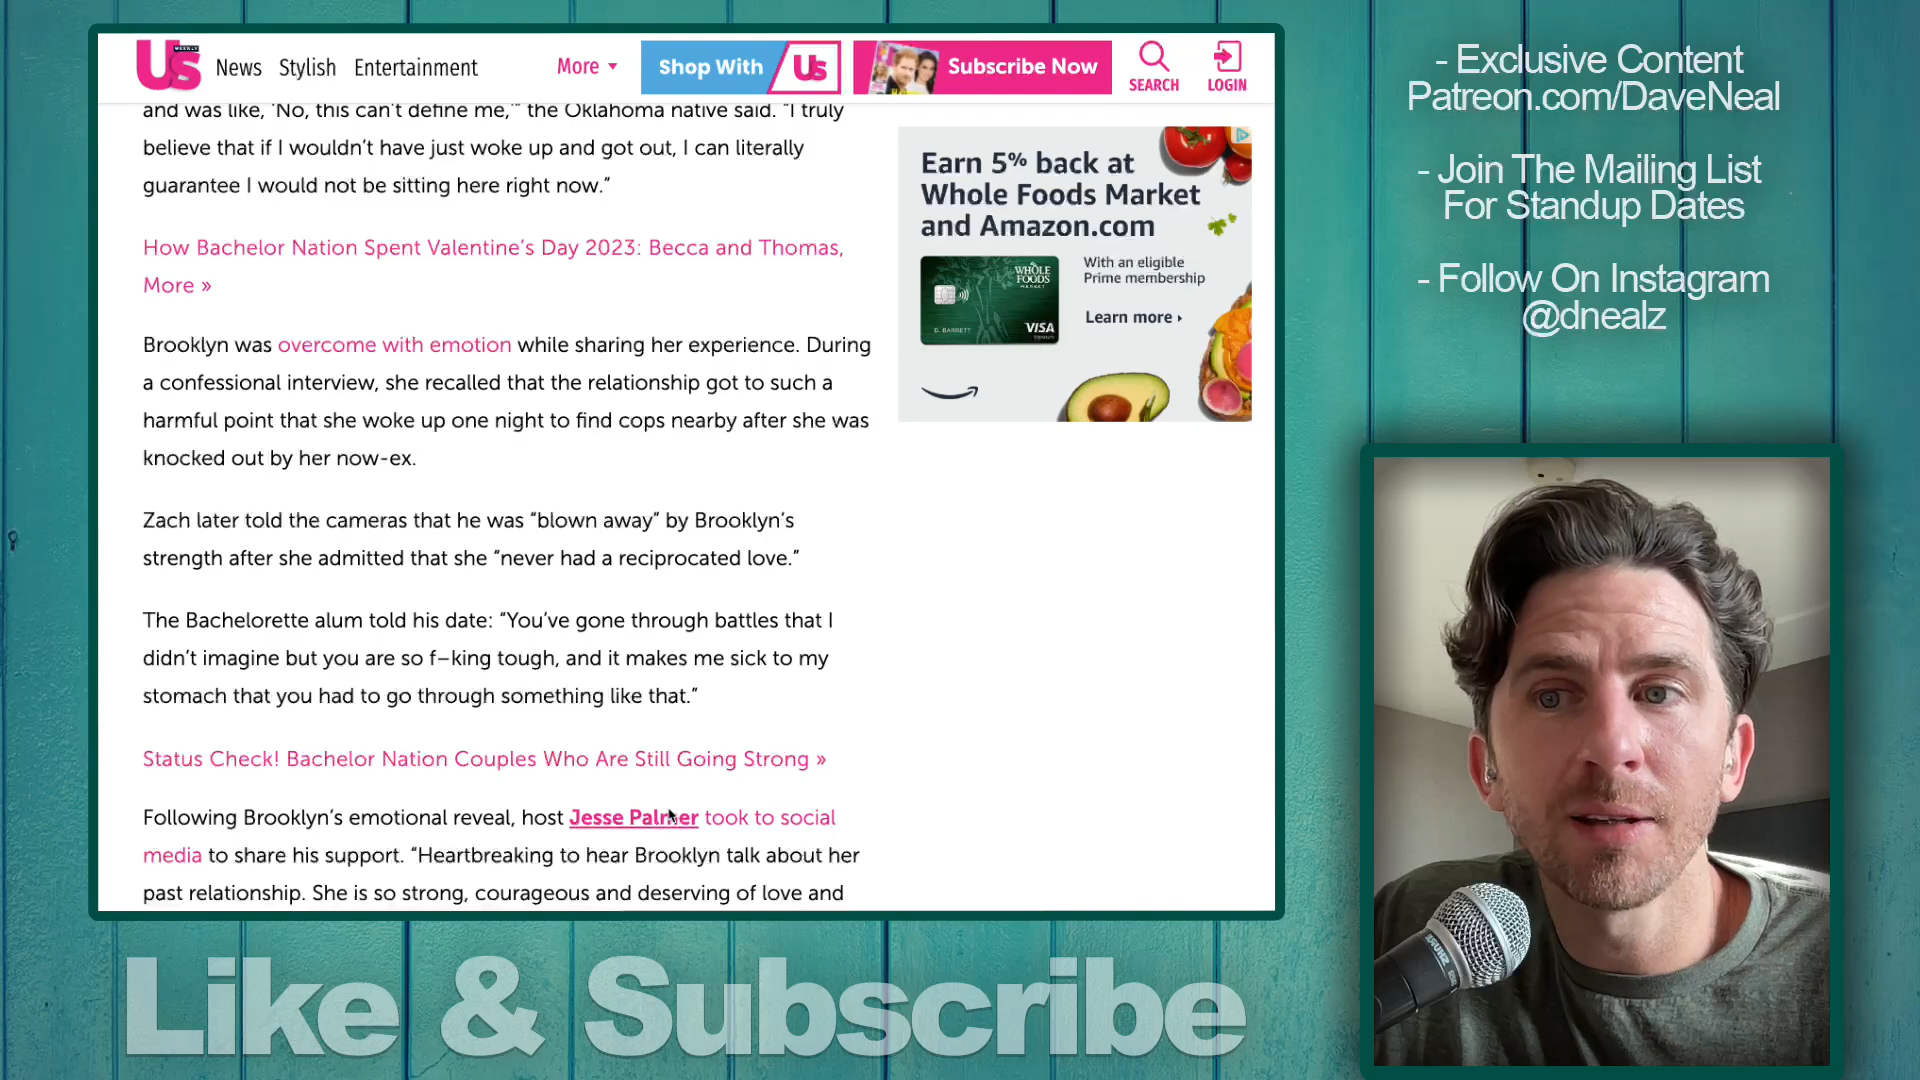 Us
WEEKLY
News Stylish Entertainment
More
Shop With Us
Subscribe Now
SEARCH
LOGIN
and was like, 'No, this can't define me,'” the Oklahoma native said. “I truly
believe that if I wouldn't have just woke up and got out, I can literally
guarantee I would not be sitting here right now.”
How Bachelor Nation Spent Valentine's Day 2023: Becca and Thomas,
More »
Brooklyn was overcome with emotion while sharing her experience. During
a confessional interview, she recalled that the relationship got to such a
harmful point that she woke up one night to find cops nearby after she was
knocked out by her now-ex.
Zach later told the cameras that he was “blown away” by Brooklyn's
strength after she admitted that she “never had a reciprocated love.”
The Bachelorette alum told his date: “You've gone through battles that I
didn't imagine but you are so f–king tough, and it makes me sick to my
stomach that you had to go through something like that.”
Status Check! Bachelor Nation Couples Who Are Still Going Strong »
Following Brooklyn's emotional reveal, host Jesse Palmer took to social
media to share his support. “Heartbreaking to hear Brooklyn talk about her
past relationship. She is so strong, courageous and deserving of love and
Earn 5% back at
Whole Foods Market
and Amazon.com
With an eligible
Prime membership
Learn more
WHOLE
FOODS
MARKET
D. BARRETT
VISA
- Exclusive Content
Patreon.com/DaveNeal
- Join The Mailing List
For Standup Dates
- Follow On Instagram
@dnealz
SHURE
Like & Subscribe